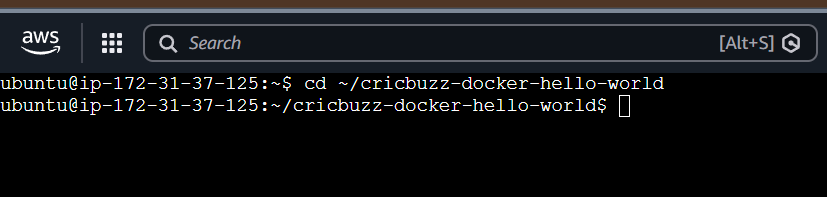 aws
Search
[Alt+S]
ubuntu@ip-172-31-37-125:~$ cd ~/cricbuzz-docker-hello-world
ubuntu@ip-172-31-37-125:~/cricbuzz-docker-hello-world$